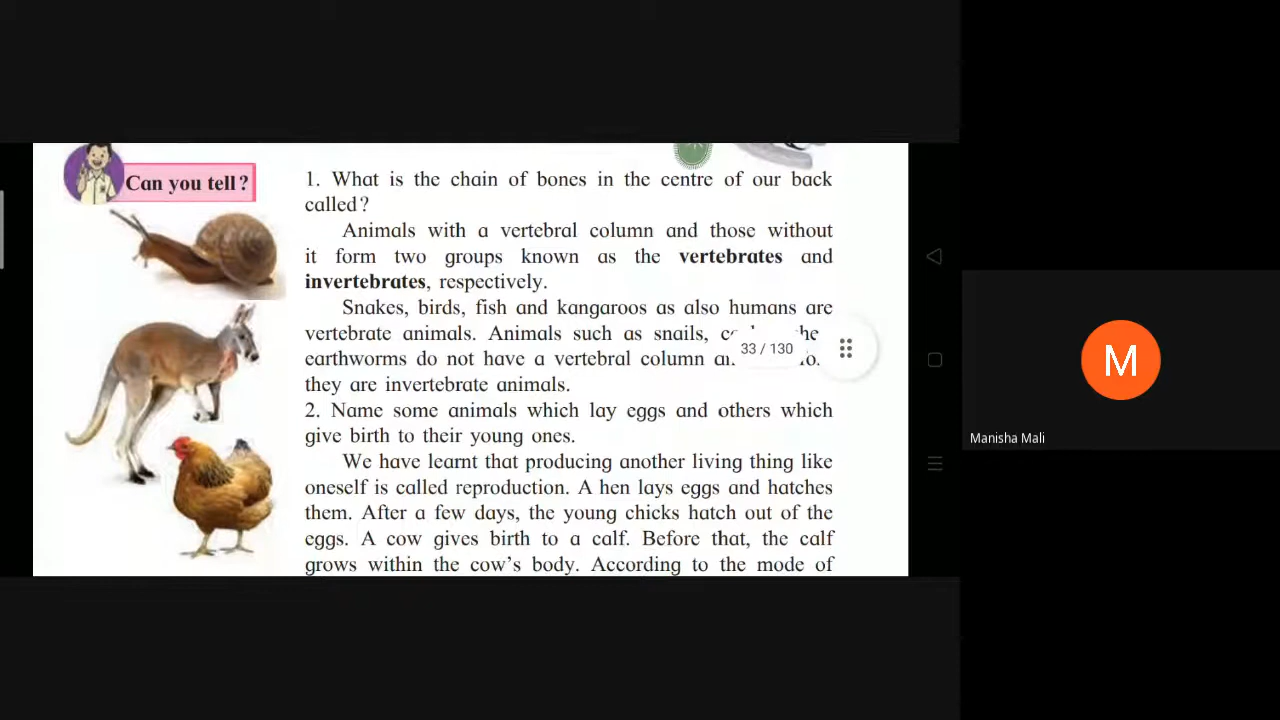 Can you tell?
1. What is the chain of bones in the centre of our back
called?
Animals with a vertebral column and those without
it form two groups known as the vertebrates and
invertebrates, respectively.
Snakes, birds, fish and kangaroos as also humans are
vertebrate animals. Animals such as snails,
33 / 130
earthworms do not have a vertebral column
they are invertebrate animals.
2. Name some animals which lay eggs and others which
give birth to their young ones.
We have learnt that producing another living thing like
oneself is called reproduction. A hen lays eggs and hatches
them. After a few days, the young chicks hatch out of the
eggs. A cow gives birth to a calf. Before that, the calf
grows within the cow's body. According to the mode of
M
Manisha Mali